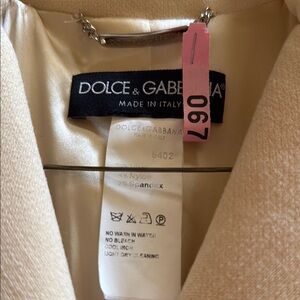 DOLCE & GABBANA
MADE IN ITALY
067
DOLCE&GABBANA
5402
Nylon
Spandex
NO WARM IN WATER
NO BLEACH
COOL IRON
LIGHT DRY CLEANING